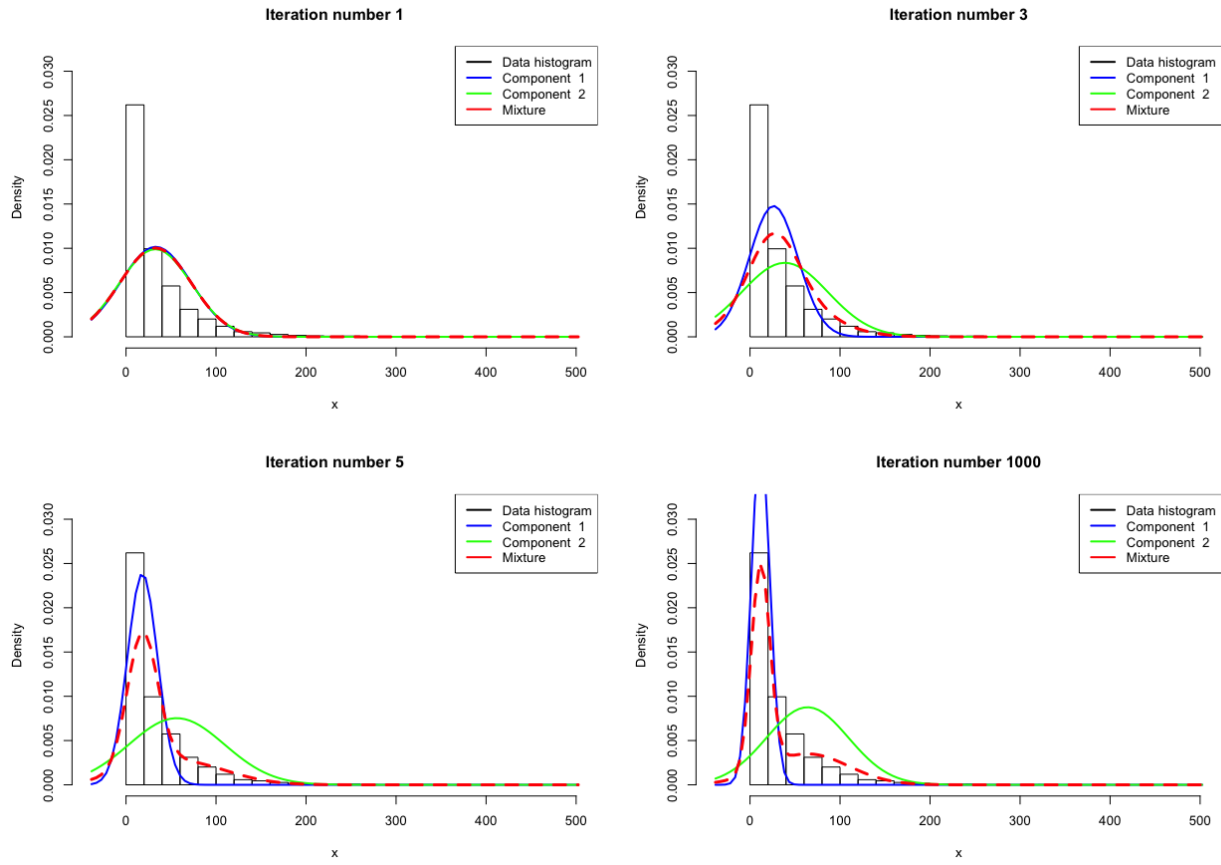 Iteration number 1
Density
0.000 0.005 0.010 0.015 0.020 0.025 0.030
Data histogram
Component 1
Component 2
Mixture
0 100 200 300 400 500
x
Iteration number 3
Density
0.000 0.005 0.010 0.015 0.020 0.025 0.030
Data histogram
Component 1
Component 2
Mixture
0 100 200 300 400 500
x
Iteration number 5
Density
0.000 0.005 0.010 0.015 0.020 0.025 0.030
Data histogram
Component 1
Component 2
Mixture
0 100 200 300 400 500
x
Iteration number 1000
Density
0.000 0.005 0.010 0.015 0.020 0.025 0.030
Data histogram
Component 1
Component 2
Mixture
0 100 200 300 400 500
x